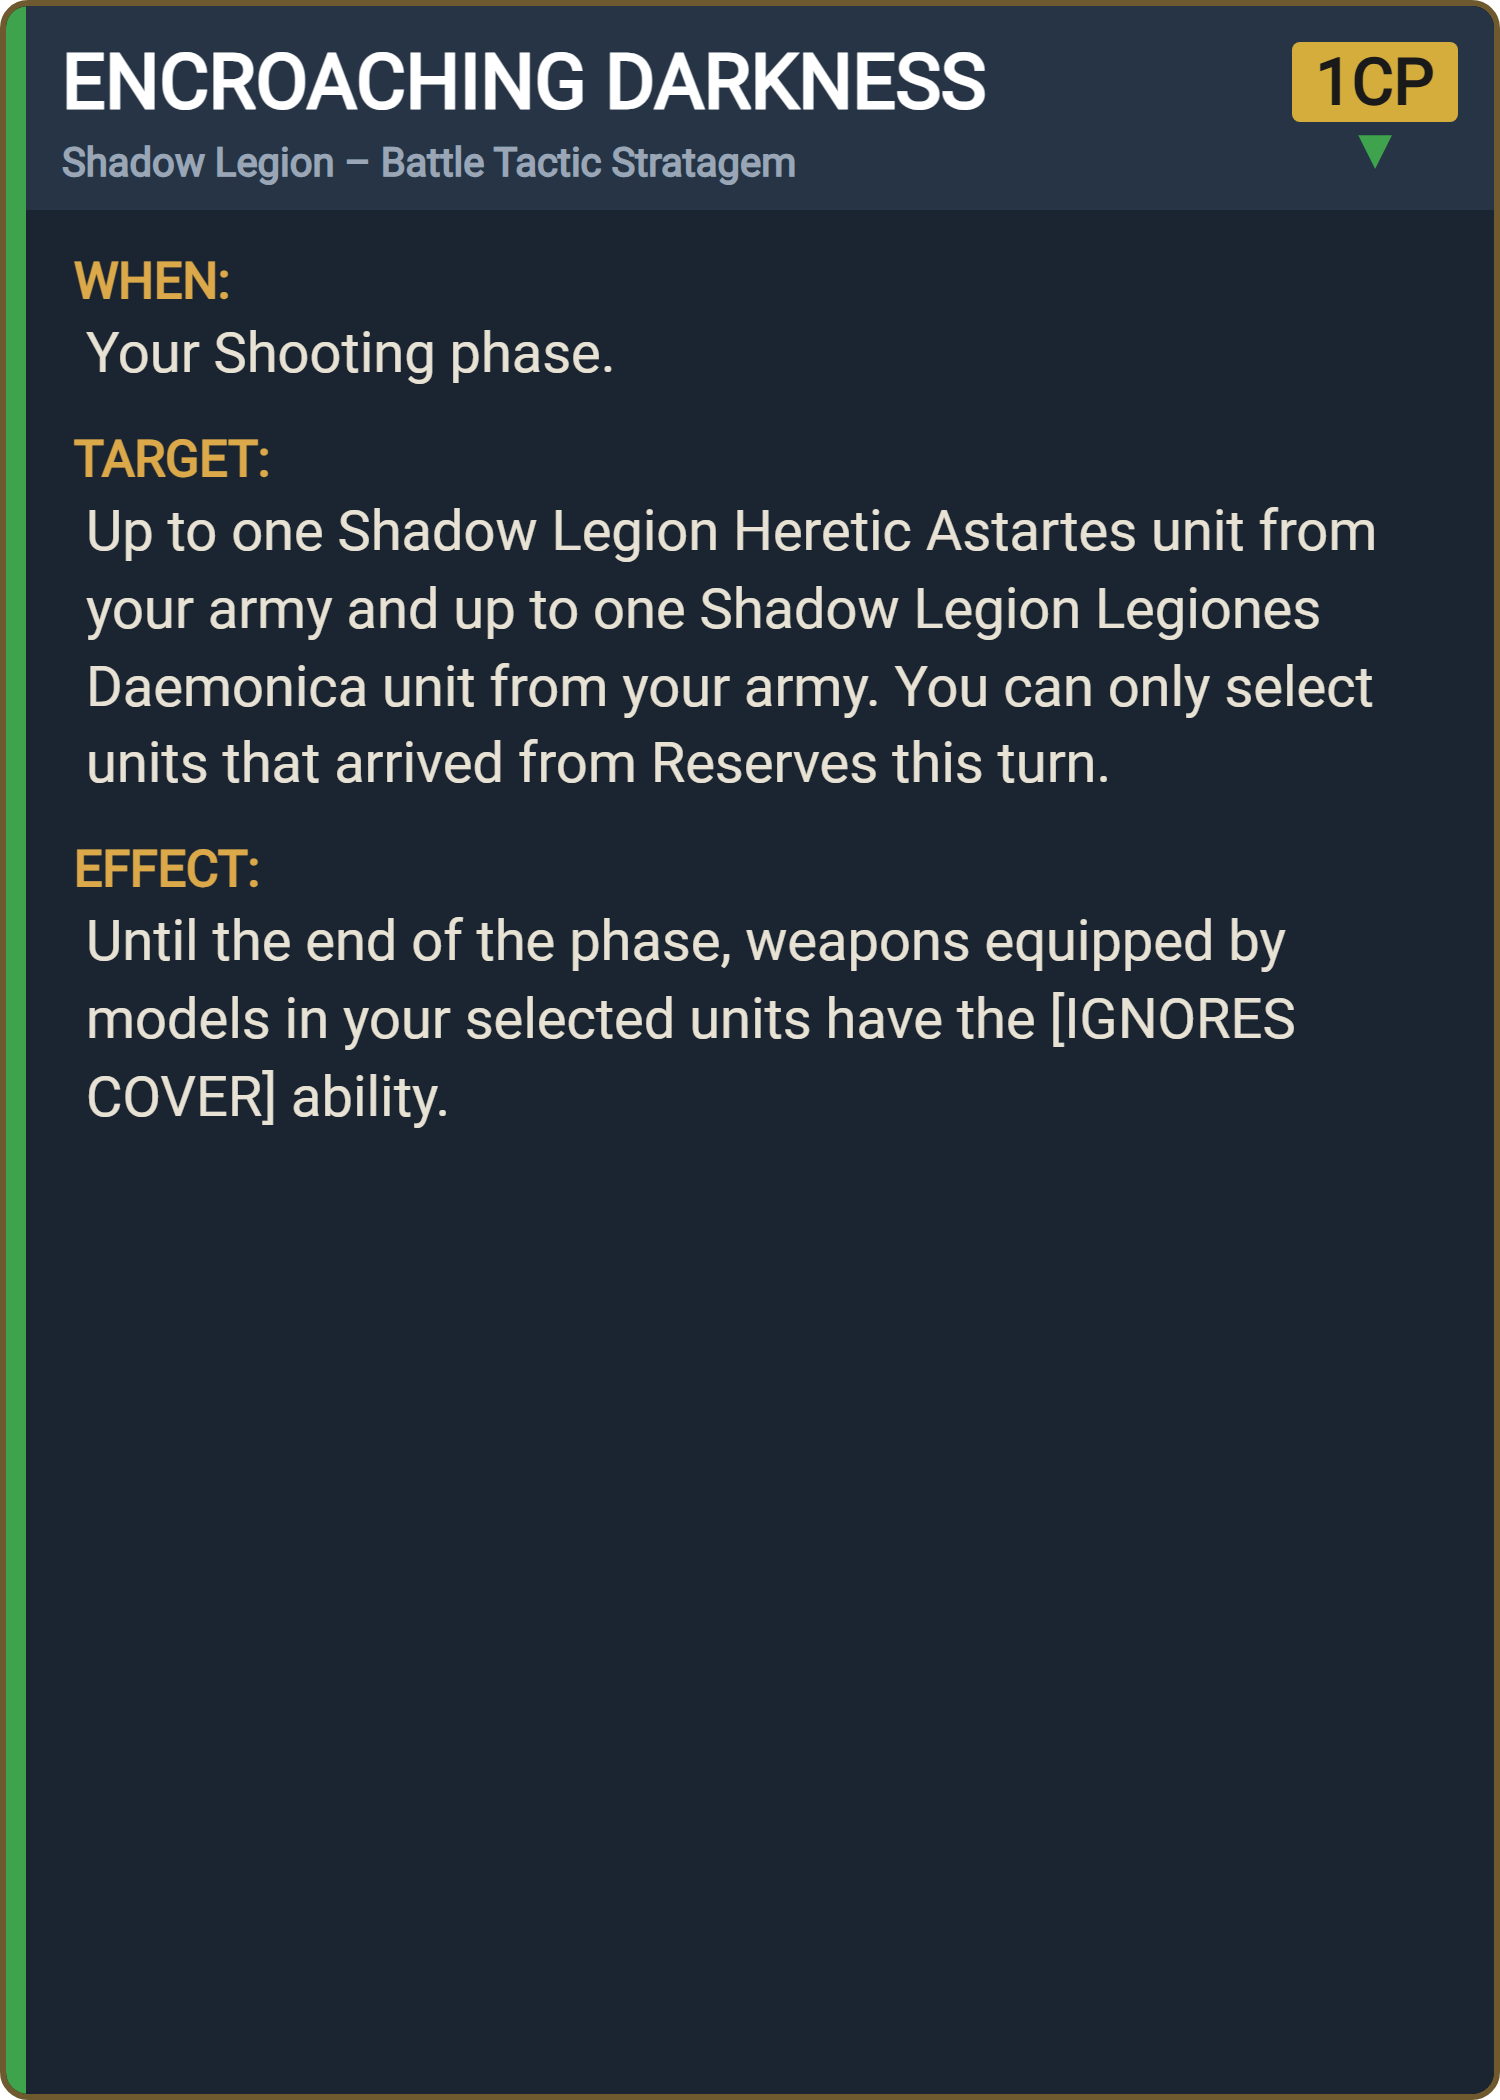 ENCROACHING DARKNESS
1CP
Shadow Legion – Battle Tactic Stratagem
WHEN:
Your Shooting phase.
TARGET:
Up to one Shadow Legion Heretic Astartes unit from
your army and up to one Shadow Legion Legiones
Daemonica unit from your army. You can only select
units that arrived from Reserves this turn.
EFFECT:
Until the end of the phase, weapons equipped by
models in your selected units have the [IGNORES
COVER] ability.